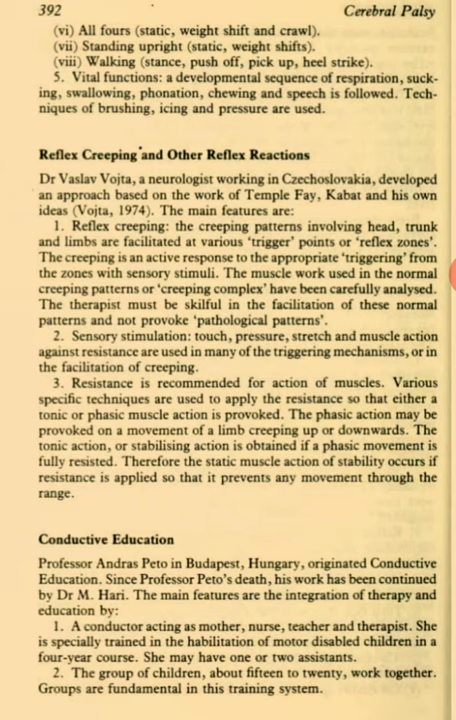 392 Cerebral Palsy
(vi) All fours (static, weight shift and crawl).
(vii) Standing upright (static, weight shifts).
(viii) Walking (stance, push off, pick up, heel strike).
5. Vital functions: a developmental sequence of respiration, suck-
ing, swallowing, phonation, chewing and speech is followed. Tech-
niques of brushing, icing and pressure are used.
Reflex Creeping and Other Reflex Reactions
Dr Vaslav Vojta, a neurologist working in Czechoslovakia, developed
an approach based on the work of Temple Fay, Kabat and his own
ideas (Vojta, 1974). The main features are:
1. Reflex creeping: the creeping patterns involving head, trunk
and limbs are facilitated at various ‘trigger’ points or ‘reflex zones’.
The creeping is an active response to the appropriate ‘triggering’ from
the zones with sensory stimuli. The muscle work used in the normal
creeping patterns or ‘creeping complex’ have been carefully analysed.
The therapist must be skilful in the facilitation of these normal
patterns and not provoke ‘pathological patterns’.
2. Sensory stimulation: touch, pressure, stretch and muscle action
against resistance are used in many of the triggering mechanisms, or in
the facilitation of creeping.
3. Resistance is recommended for action of muscles. Various
specific techniques are used to apply the resistance so that either a
tonic or phasic muscle action is provoked. The phasic action may be
provoked on a movement of a limb creeping up or downwards. The
tonic action, or stabilising action is obtained if a phasic movement is
fully resisted. Therefore the static muscle action of stability occurs if
resistance is applied so that it prevents any movement through the
range.
Conductive Education
Professor Andras Peto in Budapest, Hungary, originated Conductive
Education. Since Professor Peto’s death, his work has been continued
by Dr M. Hari. The main features are the integration of therapy and
education by:
1. A conductor acting as mother, nurse, teacher and therapist. She
is specially trained in the habilitation of motor disabled children in a
four-year course. She may have one or two assistants.
2. The group of children, about fifteen to twenty, work together.
Groups are fundamental in this training system.